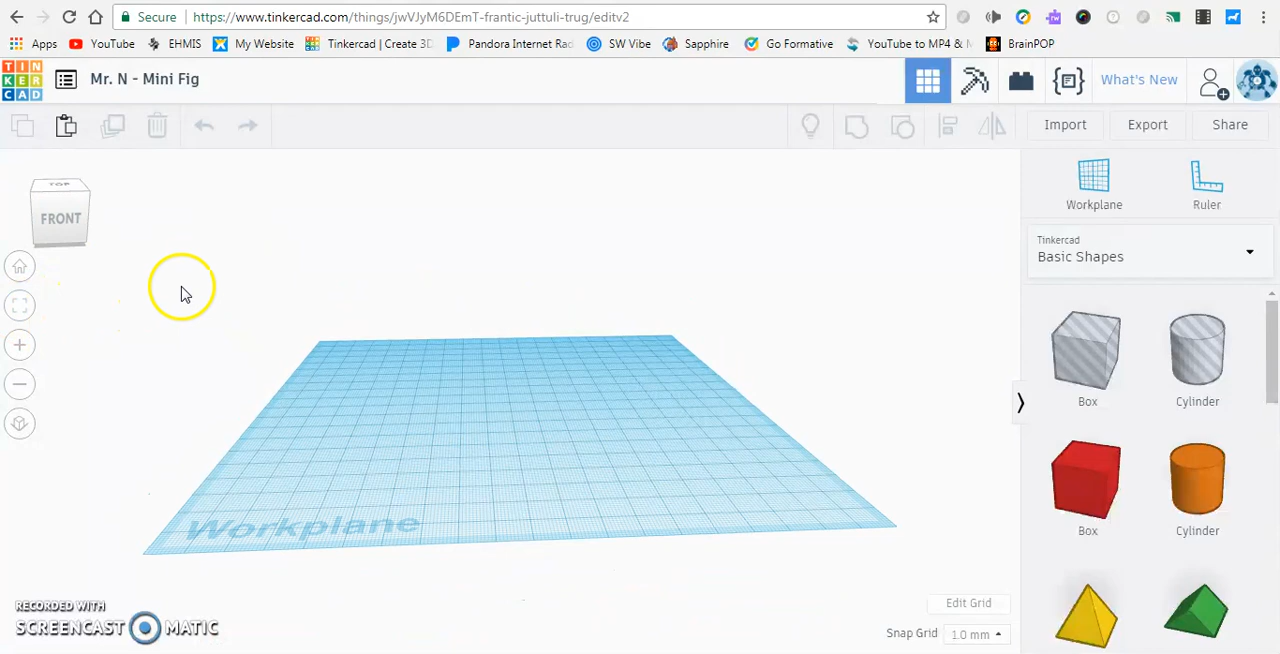 Secure https://www.tinkercad.com/things/jwVJyM6DEmT-frantic-juttuli-trug/editv2
Apps YouTube EHMIS My Website Tinkercad | Create 3D Pandora Internet Rad SW Vibe Sapphire Go Formative YouTube to MP4 & M BrainPOP
TIN
KER
CAD
Mr. N - Mini Fig
What's New
Import Export Share
TOP
FRONT
Workplane Ruler
Tinkercad
Basic Shapes
Box Cylinder
Box Cylinder
Workplane
Edit Grid
Snap Grid 1.0 mm
RECORDED WITH
SCREENCAST MATIC